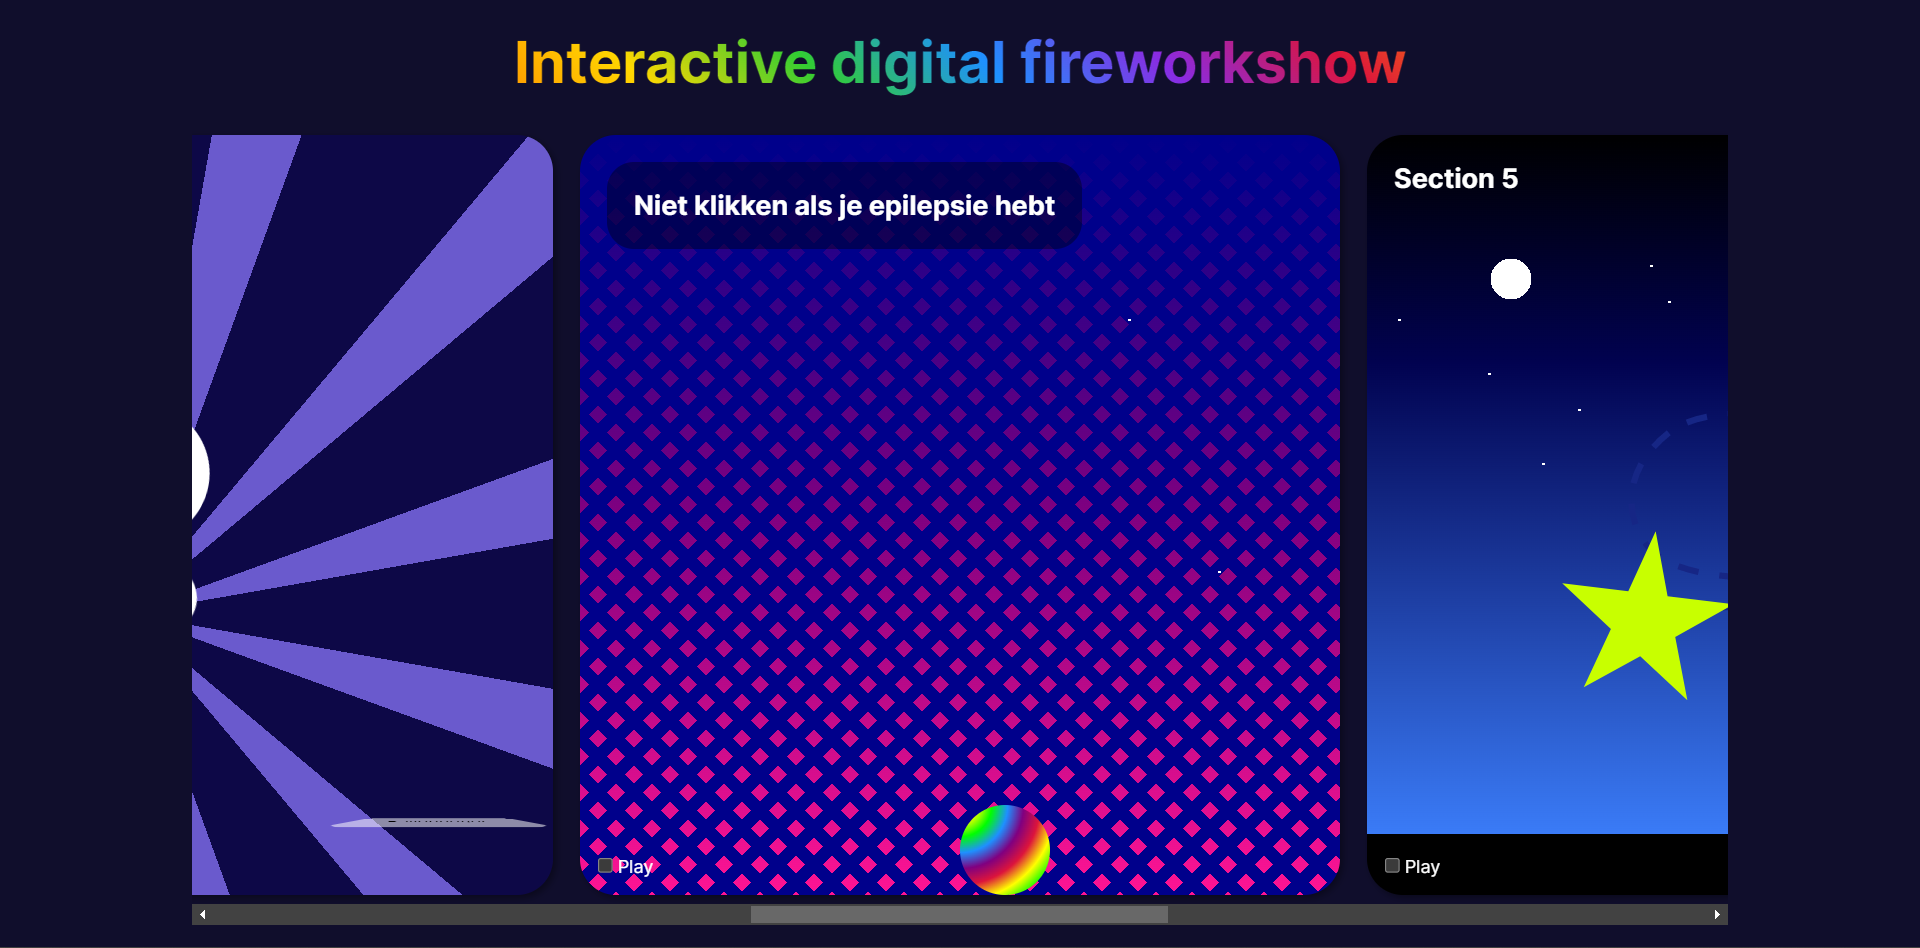 Interactive digital fireworkshow
Niet klikken als je epilepsie hebt
Section 5
Play
Play